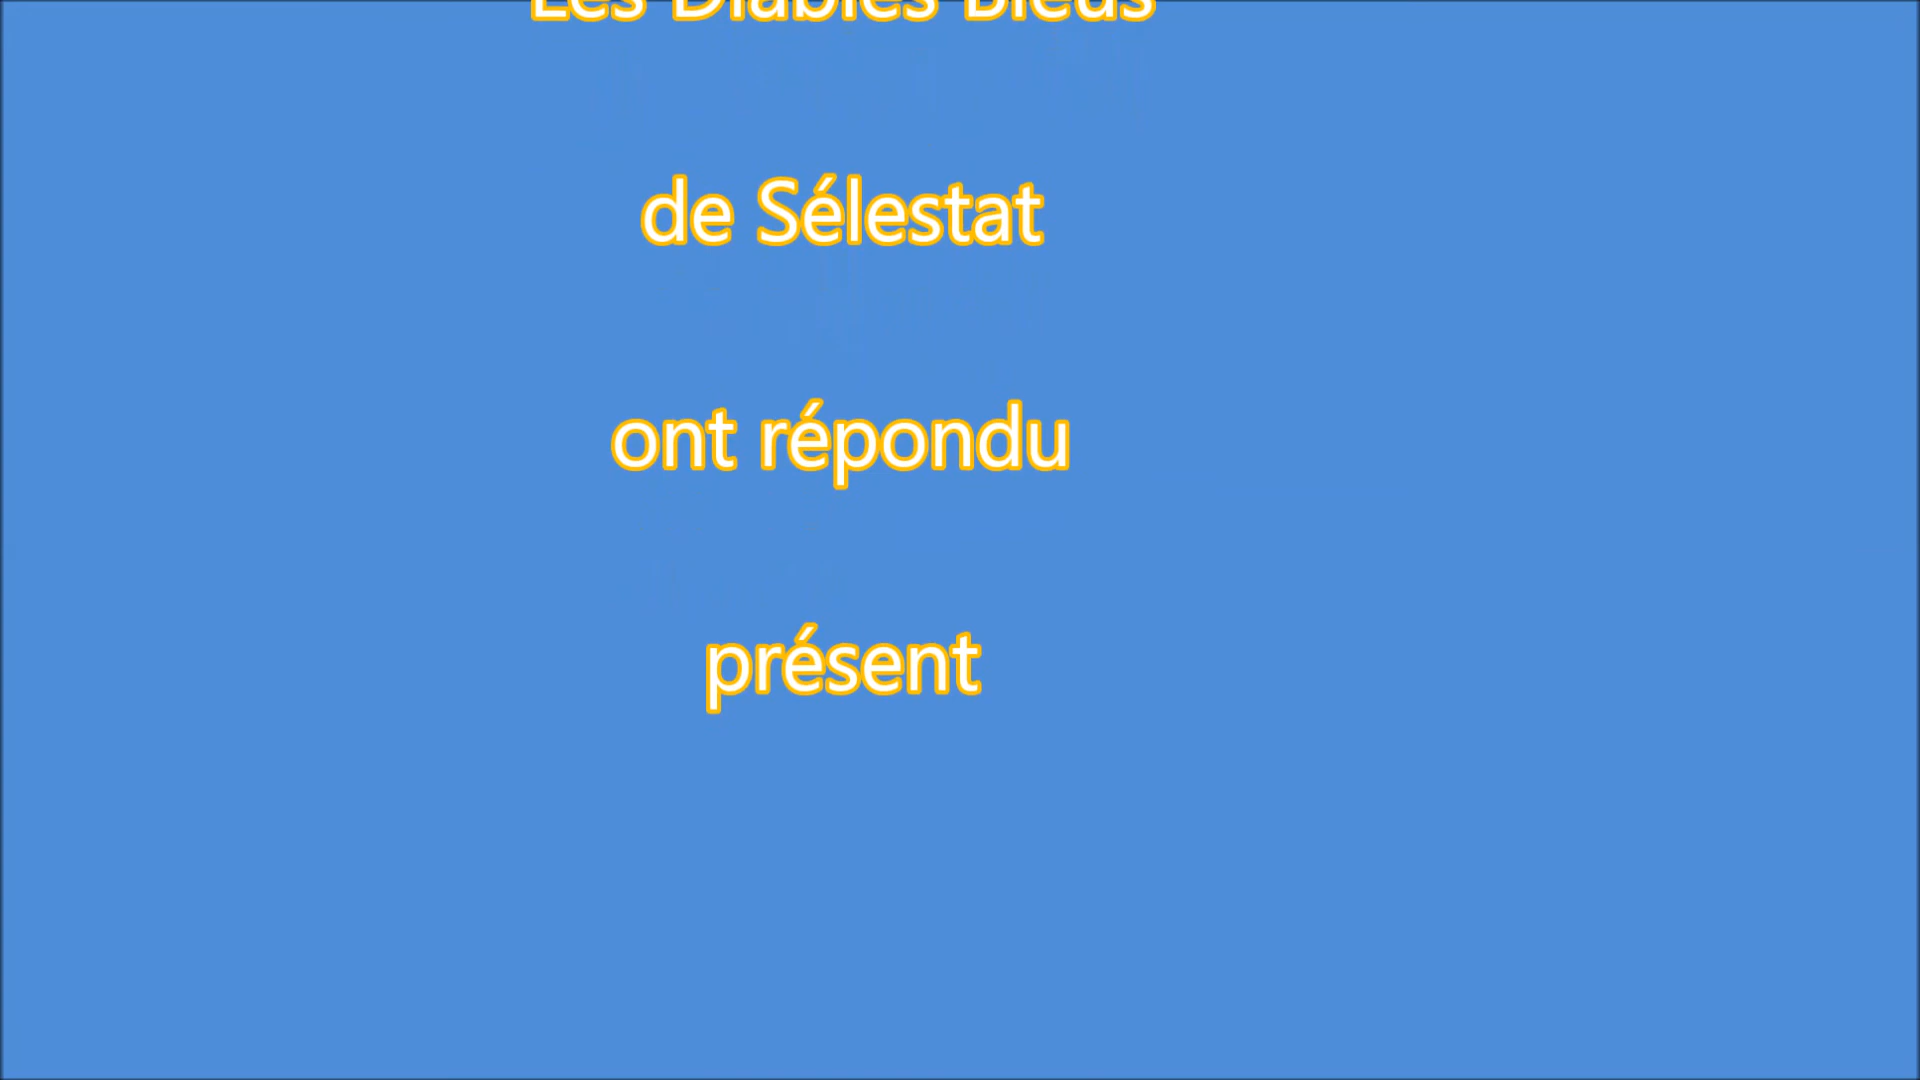 Les Diables Bleus
de Sélestat
ont répondu
présent